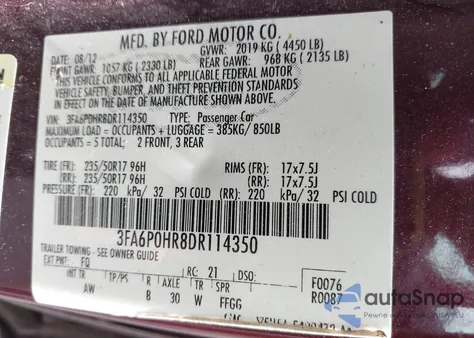 MFD. BY FORD MOTOR CO.
DATE: 08/12 GVWR: 2019 KG (4450 LB)
FRONT GAWR: 1057 KG (2330 LB) REAR GAWR: 968 KG (2135 LB)
THIS VEHICLE CONFORMS TO ALL APPLICABLE FEDERAL MOTOR
VEHICLE SAFETY, BUMPER, AND THEFT PREVENTION STANDARDS
IN EFFECT ON THE DATE OF MANUFACTURE SHOWN ABOVE.
VIN: 3FA6P0HR8DR114350 TYPE: Passenger Car
MAXIMUM LOAD = OCCUPANTS + LUGGAGE = 385KG/ 850LB
OCCUPANTS = 5 TOTAL; 2 FRONT, 3 REAR
TIRE (FR): 235/50R17 96H RIMS (FR): 17x7.5J
TIRE (RR): 235/50R17 96H RIMS (RR): 17x7.5J
PRESSURE (FR): 220 kPa/ 32 PSI COLD (RR): 220 kPa/ 32 PSI COLD
3FA6P0HR8DR114350
TRAILER TOWING - SEE OWNER GUIDE
EXT PNT: FQ RC: 21 DSO: F0076
INT TR TP/PS R AXLE TR SPR R0087
AW 8 30 W FFGG
autoSnap